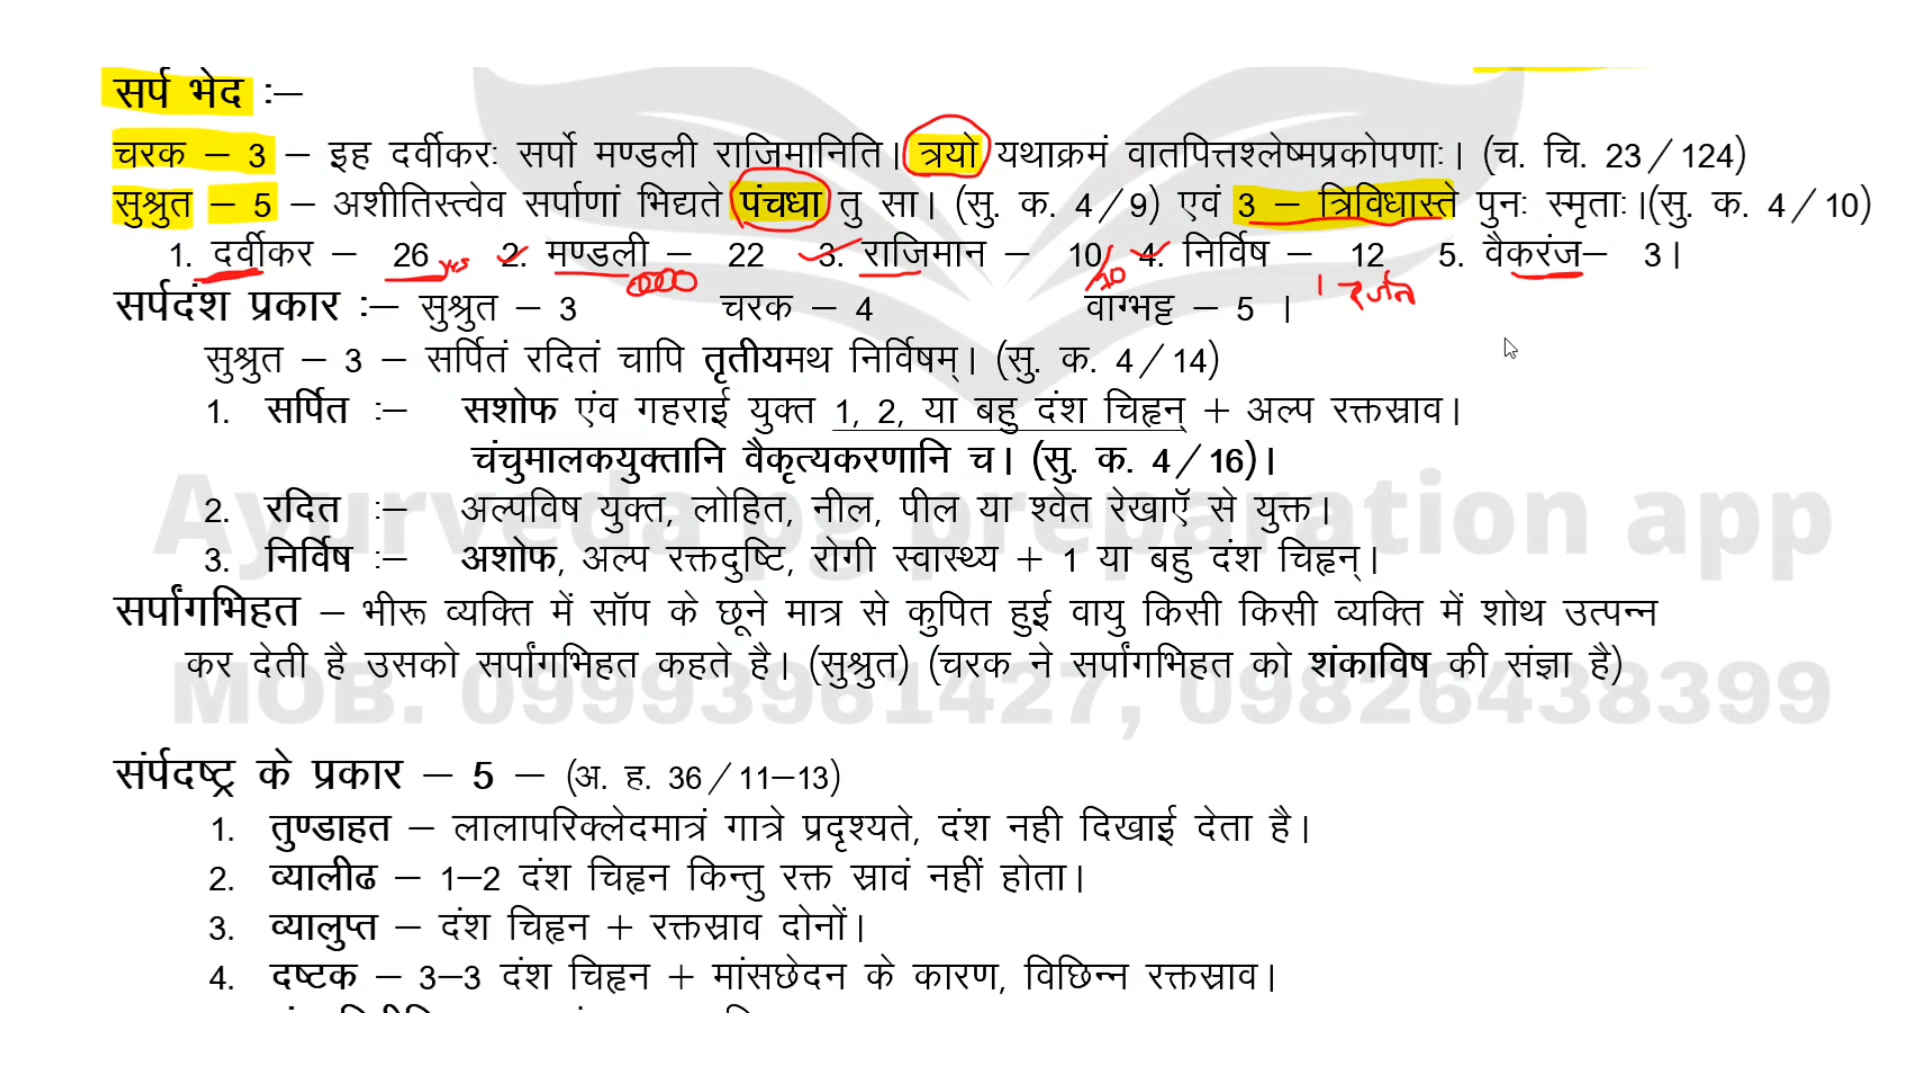 सर्प भेद :–
चरक – 3 – इह दर्वीकरः सर्पो मण्डली राजिमानिति। त्रयो यथाक्रमं वातपित्तश्लेष्मप्रकोपणाः। (च. चि. 23/124)
सुश्रुत – 5 – अशीतिस्त्वेव सर्पाणां भिद्यते पंचधा तु सा। (सु. क. 4/9) एवं 3 – त्रिविधास्ते पुनः स्मृताः।(सु. क. 4/10)
1. दर्वीकर – 26 yes 2. मण्डली – 22 3. राजिमान – 10 /10 4. निर्विष – 12 5. वैकरंज– 3।
सर्पदंश प्रकार :– सुश्रुत – 3 चरक – 4 वाग्भट्ट – 5 ।
सुश्रुत – 3 – सर्पितं रदितं चापि तृतीयमथ निर्विषम्। (सु. क. 4/14)
1. सर्पित :– सशोफ एंव गहराई युक्त 1, 2, या बहु दंश चिह्नन् + अल्प रक्तस्राव।
चंचुमालकयुक्तानि वैकृत्यकरणानि च। (सु. क. 4/16)।
2. रदित :– अल्पविष युक्त, लोहित, नील, पील या श्वेत रेखाऍ से युक्त।
3. निर्विष :– अशोफ, अल्प रक्तदुष्टि, रोगी स्वास्थ्य + 1 या बहु दंश चिह्नन्।
सर्पांगभिहत – भीरू व्यक्ति में सॉप के छूने मात्र से कुपित हुई वायु किसी किसी व्यक्ति में शोथ उत्पन्न
कर देती है उसको सर्पांगभिहत कहते है। (सुश्रुत) (चरक ने सर्पांगभिहत को शंकाविष की संज्ञा है)
संर्पदष्ट्र के प्रकार – 5 – (अ. ह. 36/11–13)
1. तुण्डाहत – लालापरिक्लेदमात्रं गात्रे प्रदृश्यते, दंश नही दिखाई देता है।
2. व्यालीढ – 1–2 दंश चिह्नन किन्तु रक्त स्रावं नहीं होता।
3. व्यालुप्त – दंश चिह्नन + रक्तस्राव दोनों।
4. दष्टक – 3–3 दंश चिह्नन + मांसछेदन के कारण, विछिन्न रक्तस्राव।
Ayurveda pg preparation app
MOB. 09993961427, 09826438399